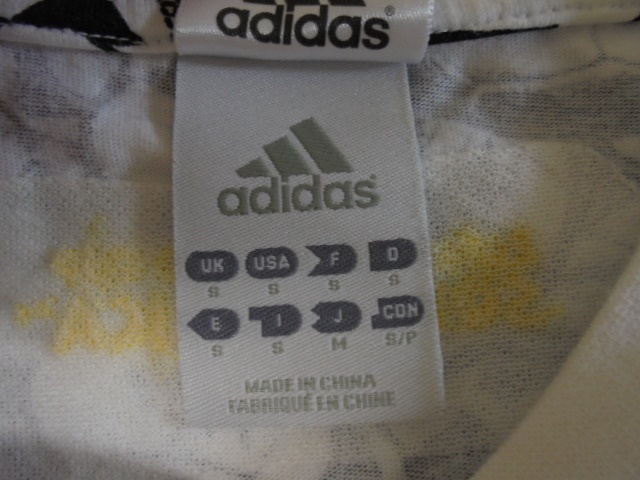 adidas®
adidas
UK USA F D
S S S S
E I J CDN
S S M S/P
MADE IN CHINA
FABRIQUÉ EN CHINE